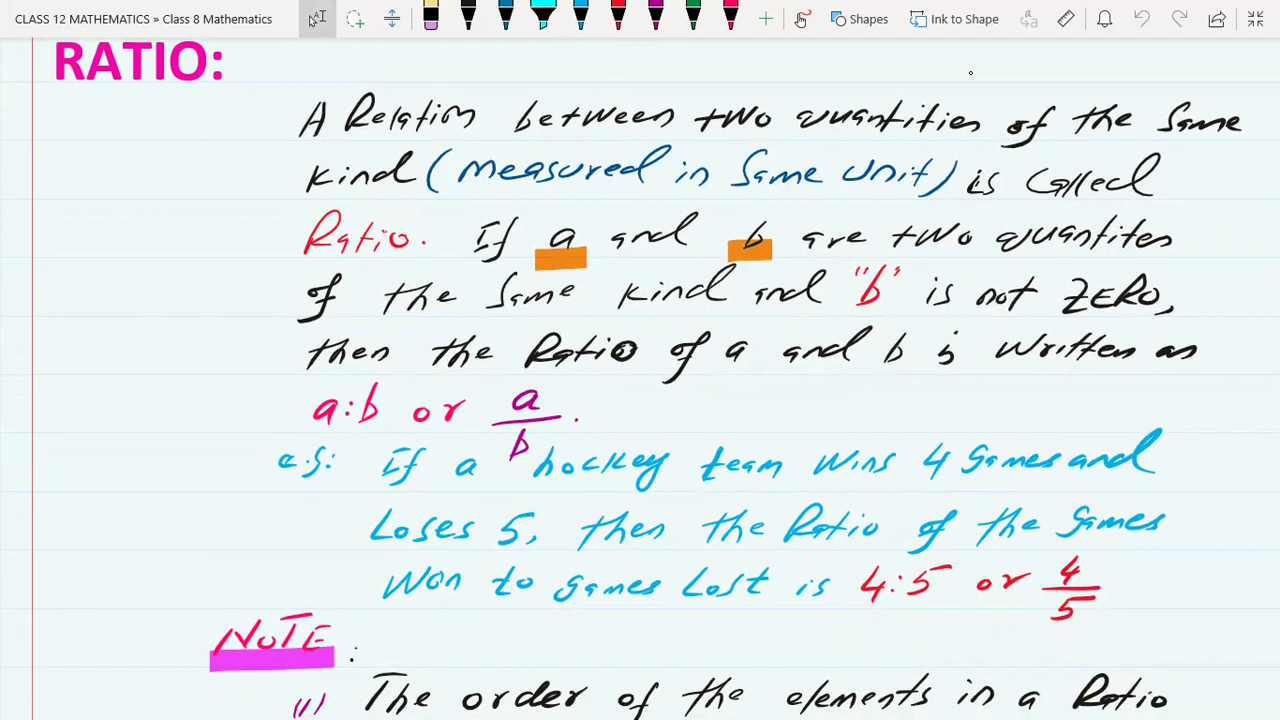 CLASS 12 MATHEMATICS » Class 8 Mathematics
Shapes
Ink to Shape
RATIO:
A Relation between two quantities of the Same
kind (measured in Same Unit) is Called
Ratio. If a and b are two quantites
of the Same kind and "b" is not ZERO,
then the Ratio of a and b is written as
a:b or a/b.
e.g: If a hockey team wins 4 Games and
Loses 5, then the Ratio of the Games
Won to games Lost is 4:5 or 4/5
NOTE:
(1) The order of the elements in a Ratio